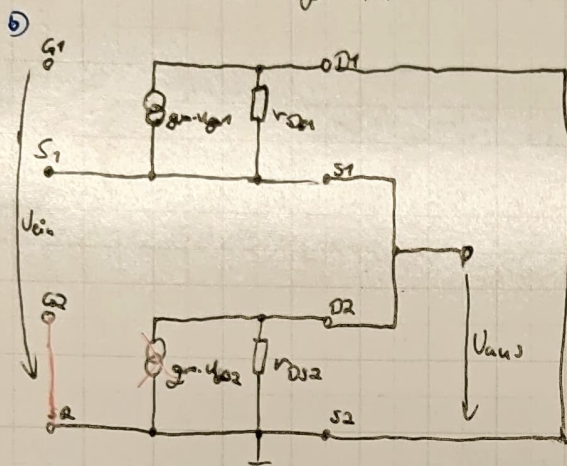 b)
G1
D1
gm·ugs1
rDS1
S1
S1
Uein
G2
D2
gm·ugs2
rDS2
Uaus
S2
S2